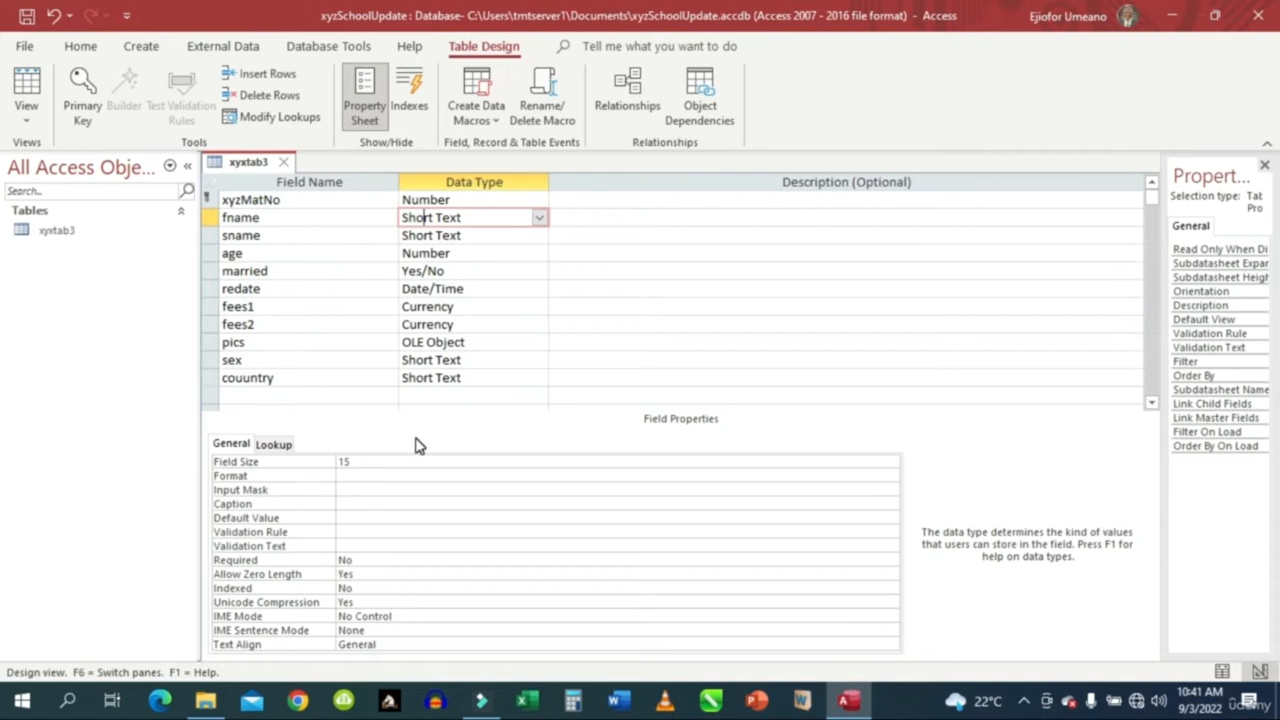 xyzSchoolUpdate : Database- C:\Users\tmtserver1\Documents\xyzSchoolUpdate.accdb (Access 2007 - 2016 file format) - Access
Ejiofor Umeano
File Home Create External Data Database Tools Help Table Design Tell me what you want to do
View
Primary Key
Builder
Test Validation Rules
Insert Rows
Delete Rows
Modify Lookups
Property Sheet
Indexes
Create Data Macros
Rename/ Delete Macro
Relationships
Object Dependencies
Views Tools Show/Hide Field, Record & Table Events Relationships
All Access Obje...
Search...
Tables
xyxtab3
xyxtab3
Field Name Data Type Description (Optional)
xyzMatNo Number
fname Short Text
sname Short Text
age Number
married Yes/No
redate Date/Time
fees1 Currency
fees2 Currency
pics OLE Object
sex Short Text
couuntry Short Text
Field Properties
General Lookup
Field Size 15
Format
Input Mask
Caption
Default Value
Validation Rule
Validation Text
Required No
Allow Zero Length Yes
Indexed No
Unicode Compression Yes
IME Mode No Control
IME Sentence Mode None
Text Align General
The data type determines the kind of values
that users can store in the field. Press F1 for
help on data types.
Propert...
Selection type: Tat
Pro
General
Read Only When Di
Subdatasheet Expar
Subdatasheet Heigh
Orientation
Description
Default View
Validation Rule
Validation Text
Filter
Order By
Subdatasheet Name
Link Child Fields
Link Master Fields
Filter On Load
Order By On Load
Design view. F6 = Switch panes. F1 = Help.
22°C
10:41 AM
9/3/2022
udemy